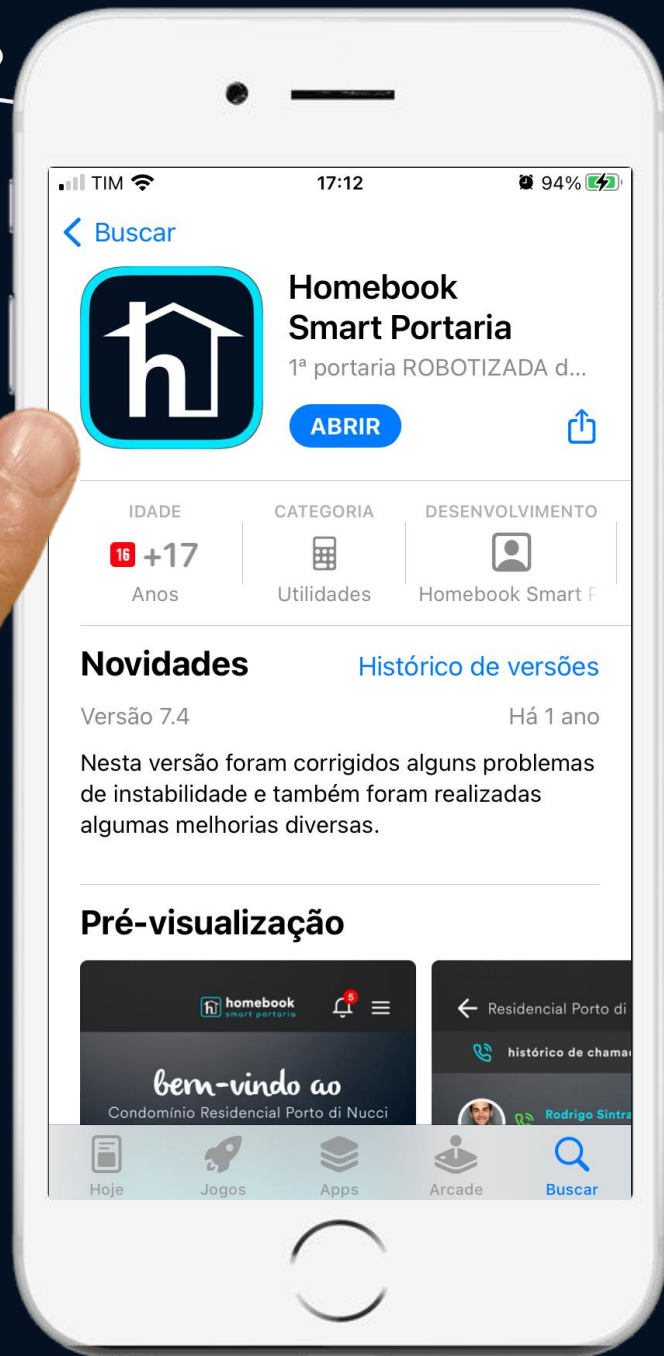 TIM
17:12
94%
Buscar
h
Homebook
Smart Portaria
1ª portaria ROBOTIZADA d...
ABRIR
IDADE
16 +17
Anos
CATEGORIA
Utilidades
DESENVOLVIMENTO
Homebook Smart P
Novidades
Histórico de versões
Versão 7.4
Há 1 ano
Nesta versão foram corrigidos alguns problemas
de instabilidade e também foram realizadas
algumas melhorias diversas.
Pré-visualização
h homebook
smart portaria
5
bem-vindo ao
Condomínio Residencial Porto di Nucci
Residencial Porto di
histórico de chama
Rodrigo Sintra
Hoje
Jogos
Apps
Arcade
Buscar